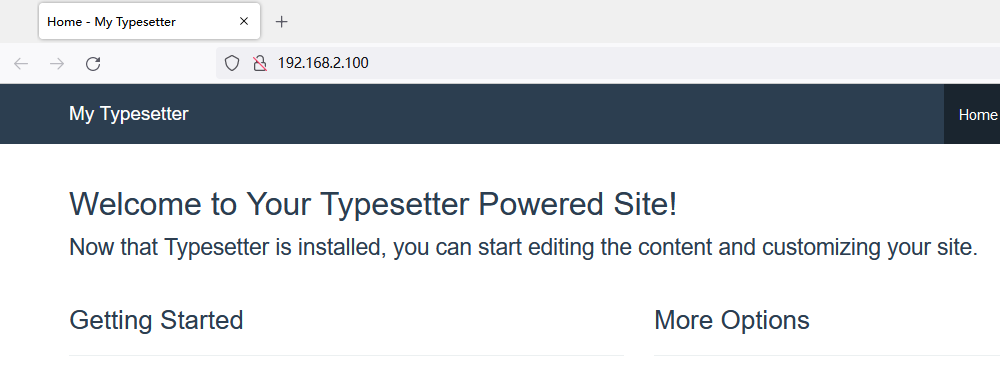 Home - My Typesetter
192.168.2.100
My Typesetter
Home
Welcome to Your Typesetter Powered Site!
Now that Typesetter is installed, you can start editing the content and customizing your site.
Getting Started
More Options